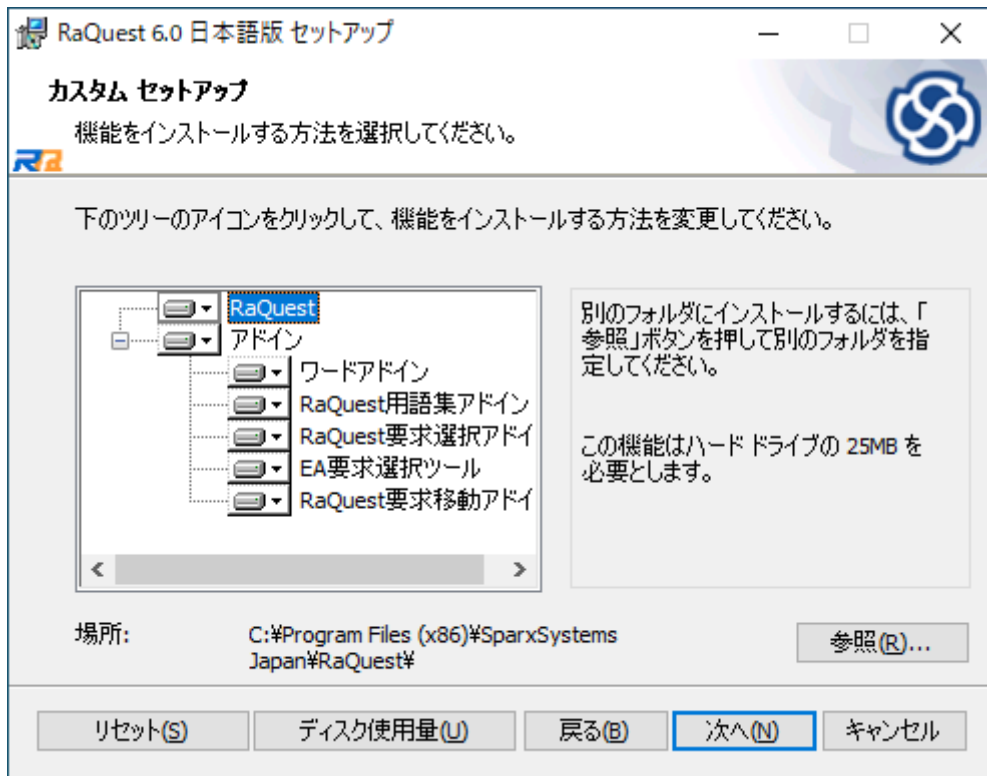 RaQuest 6.0 日本語版 セットアップ
カスタム セットアップ
機能をインストールする方法を選択してください。
Ra
下のツリーのアイコンをクリックして、機能をインストールする方法を変更してください。
RaQuest
アドイン
ワードアドイン
RaQuest用語集アドイン
RaQuest要求選択アドイ
EA要求選択ツール
RaQuest要求移動アドイ
別のフォルダにインストールするには、「
参照」ボタンを押して別のフォルダを指
定してください。
この機能はハード ドライブの 25MB を
必要とします。
場所:
C:¥Program Files (x86)¥SparxSystems
Japan¥RaQuest¥
参照(R)...
リセット(S)
ディスク使用量(U)
戻る(B)
次へ(N)
キャンセル